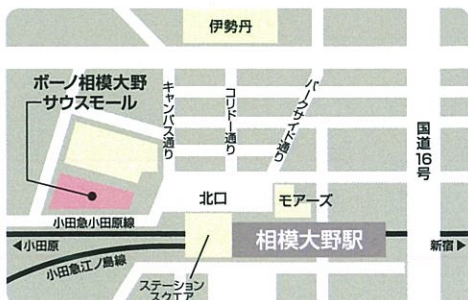 伊勢丹
ボーノ相模大野
サウスモール
キャンパス通り
コリドー通り
パークサイド通り
国道16号
北口
モアーズ
小田急小田原線
相模大野駅
◀小田原
新宿▶
小田急江ノ島線
ステーション
スクエア